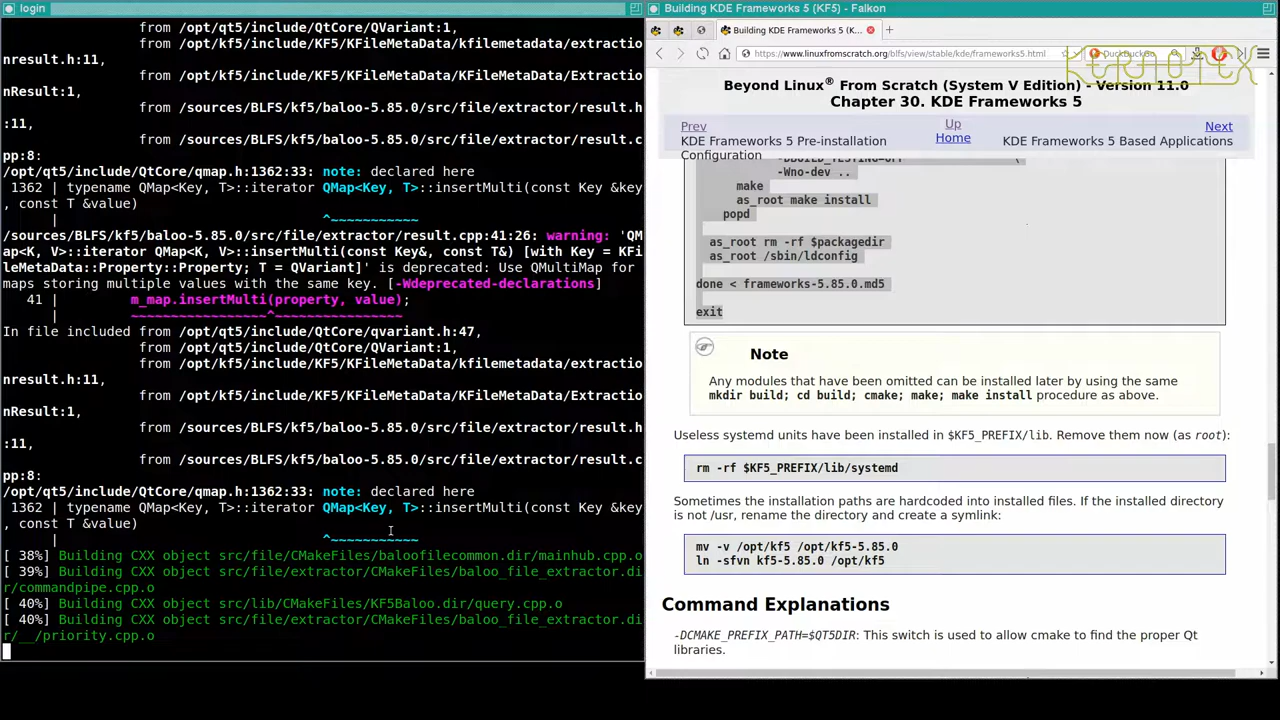 login
from /opt/qt5/include/QtCore/QVariant:1,
from /opt/kf5/include/KF5/KFileMetaData/kfilemetadata/extractio
nresult.h:11,
from /opt/kf5/include/KF5/KFileMetaData/KFileMetaData/Extractio
nResult:1,
from /sources/BLFS/kf5/baloo-5.85.0/src/file/extractor/result.h
:11,
from /sources/BLFS/kf5/baloo-5.85.0/src/file/extractor/result.c
pp:8:
/opt/qt5/include/QtCore/qmap.h:1362:33: note: declared here
1362 | typename QMap<Key, T>::iterator QMap<Key, T>::insertMulti(const Key &key
, const T &value)
| ^~~~~~~~~~~~
/sources/BLFS/kf5/baloo-5.85.0/src/file/extractor/result.cpp:41:26: warning: 'QM
ap<K, V>::iterator QMap<K, V>::insertMulti(const Key&, const T&) [with Key = KFi
leMetaData::Property::Property; T = QVariant]' is deprecated: Use QMultiMap for
maps storing multiple values with the same key. [-Wdeprecated-declarations]
41 | m_map.insertMulti(property, value);
| ~~~~~~~~~~~~~~~~~^~~~~~~~~~~~~~~~~
In file included from /opt/qt5/include/QtCore/qvariant.h:47,
from /opt/qt5/include/QtCore/QVariant:1,
from /opt/kf5/include/KF5/KFileMetaData/kfilemetadata/extractio
nresult.h:11,
from /opt/kf5/include/KF5/KFileMetaData/KFileMetaData/Extractio
nResult:1,
from /sources/BLFS/kf5/baloo-5.85.0/src/file/extractor/result.h
:11,
from /sources/BLFS/kf5/baloo-5.85.0/src/file/extractor/result.c
pp:8:
/opt/qt5/include/QtCore/qmap.h:1362:33: note: declared here
1362 | typename QMap<Key, T>::iterator QMap<Key, T>::insertMulti(const Key &key
, const T &value)
| ^~~~~~~~~~~~
[ 38%] Building CXX object src/file/CMakeFiles/baloofilecommon.dir/mainhub.cpp.o
[ 39%] Building CXX object src/file/extractor/CMakeFiles/baloo_file_extractor.di
r/commandpipe.cpp.o
[ 40%] Building CXX object src/lib/CMakeFiles/KF5Baloo.dir/query.cpp.o
[ 40%] Building CXX object src/file/extractor/CMakeFiles/baloo_file_extractor.di
r/__/priority.cpp.o
Building KDE Frameworks 5 (KF5) - Falkon
Building KDE Frameworks 5 (K...
https://www.linuxfromscratch.org/blfs/view/stable/kde/frameworks5.html
DuckDuckGo
Beyond Linux® From Scratch (System V Edition) - Version 11.0
Chapter 30. KDE Frameworks 5
Prev Up Next
KDE Frameworks 5 Pre-installation Configuration
Home
KDE Frameworks 5 Based Applications
-DBUILD_TESTING=OFF \
-Wno-dev ..
make
as_root make install
popd
as_root rm -rf $packagedir
as_root /sbin/ldconfig
done < frameworks-5.85.0.md5
exit
Note
Any modules that have been omitted can be installed later by using the same
mkdir build; cd build; cmake; make; make install procedure as above.
Useless systemd units have been installed in $KF5_PREFIX/lib. Remove them now (as root):
rm -rf $KF5_PREFIX/lib/systemd
Sometimes the installation paths are hardcoded into installed files. If the installed directory
is not /usr, rename the directory and create a symlink:
mv -v /opt/kf5 /opt/kf5-5.85.0
ln -sfvn kf5-5.85.0 /opt/kf5
Command Explanations
-DCMAKE_PREFIX_PATH=$QT5DIR: This switch is used to allow cmake to find the proper Qt
libraries.